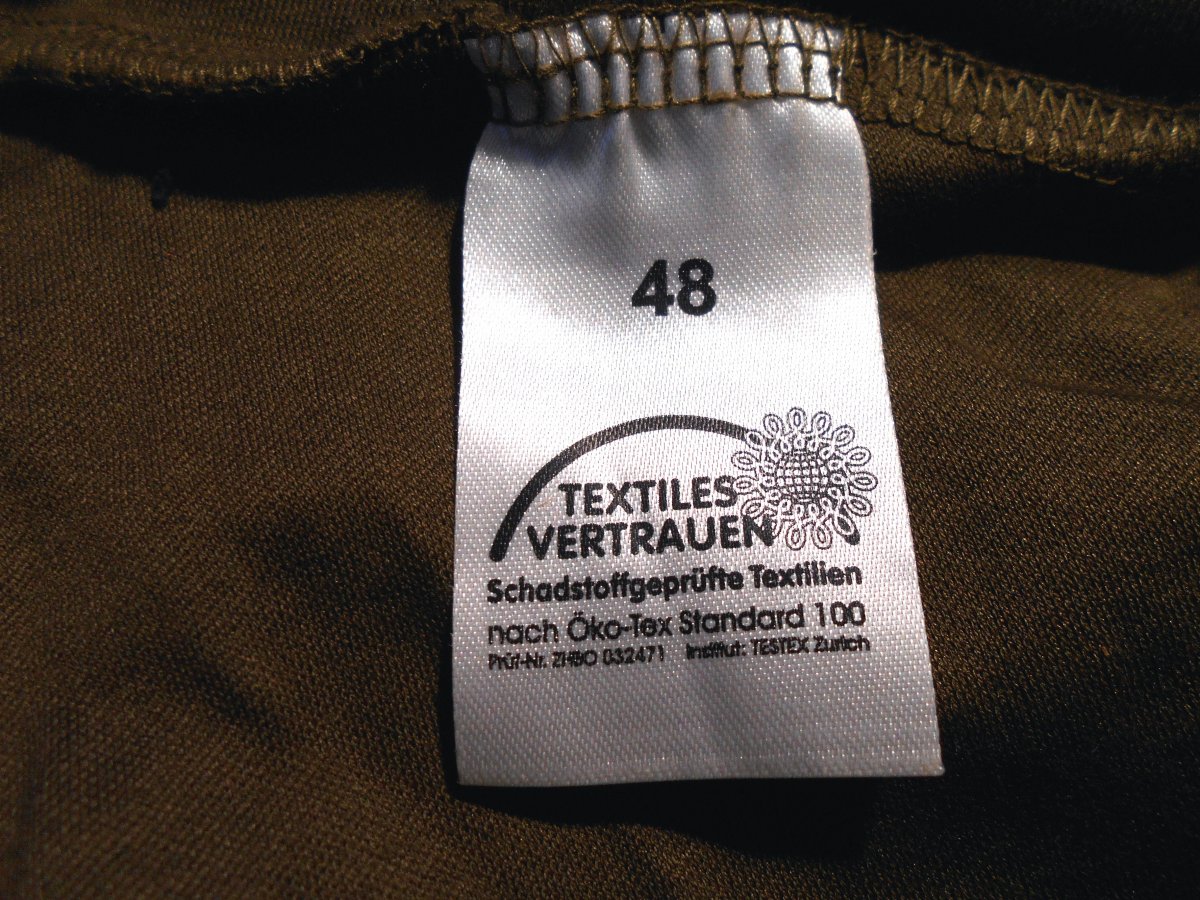 48
TEXTILES
VERTRAUEN
Schadstoffgeprüfte Textilien
nach Öko-Tex Standard 100
Prüf-Nr. ZHBO 032471 Institut: TESTEX Zürich